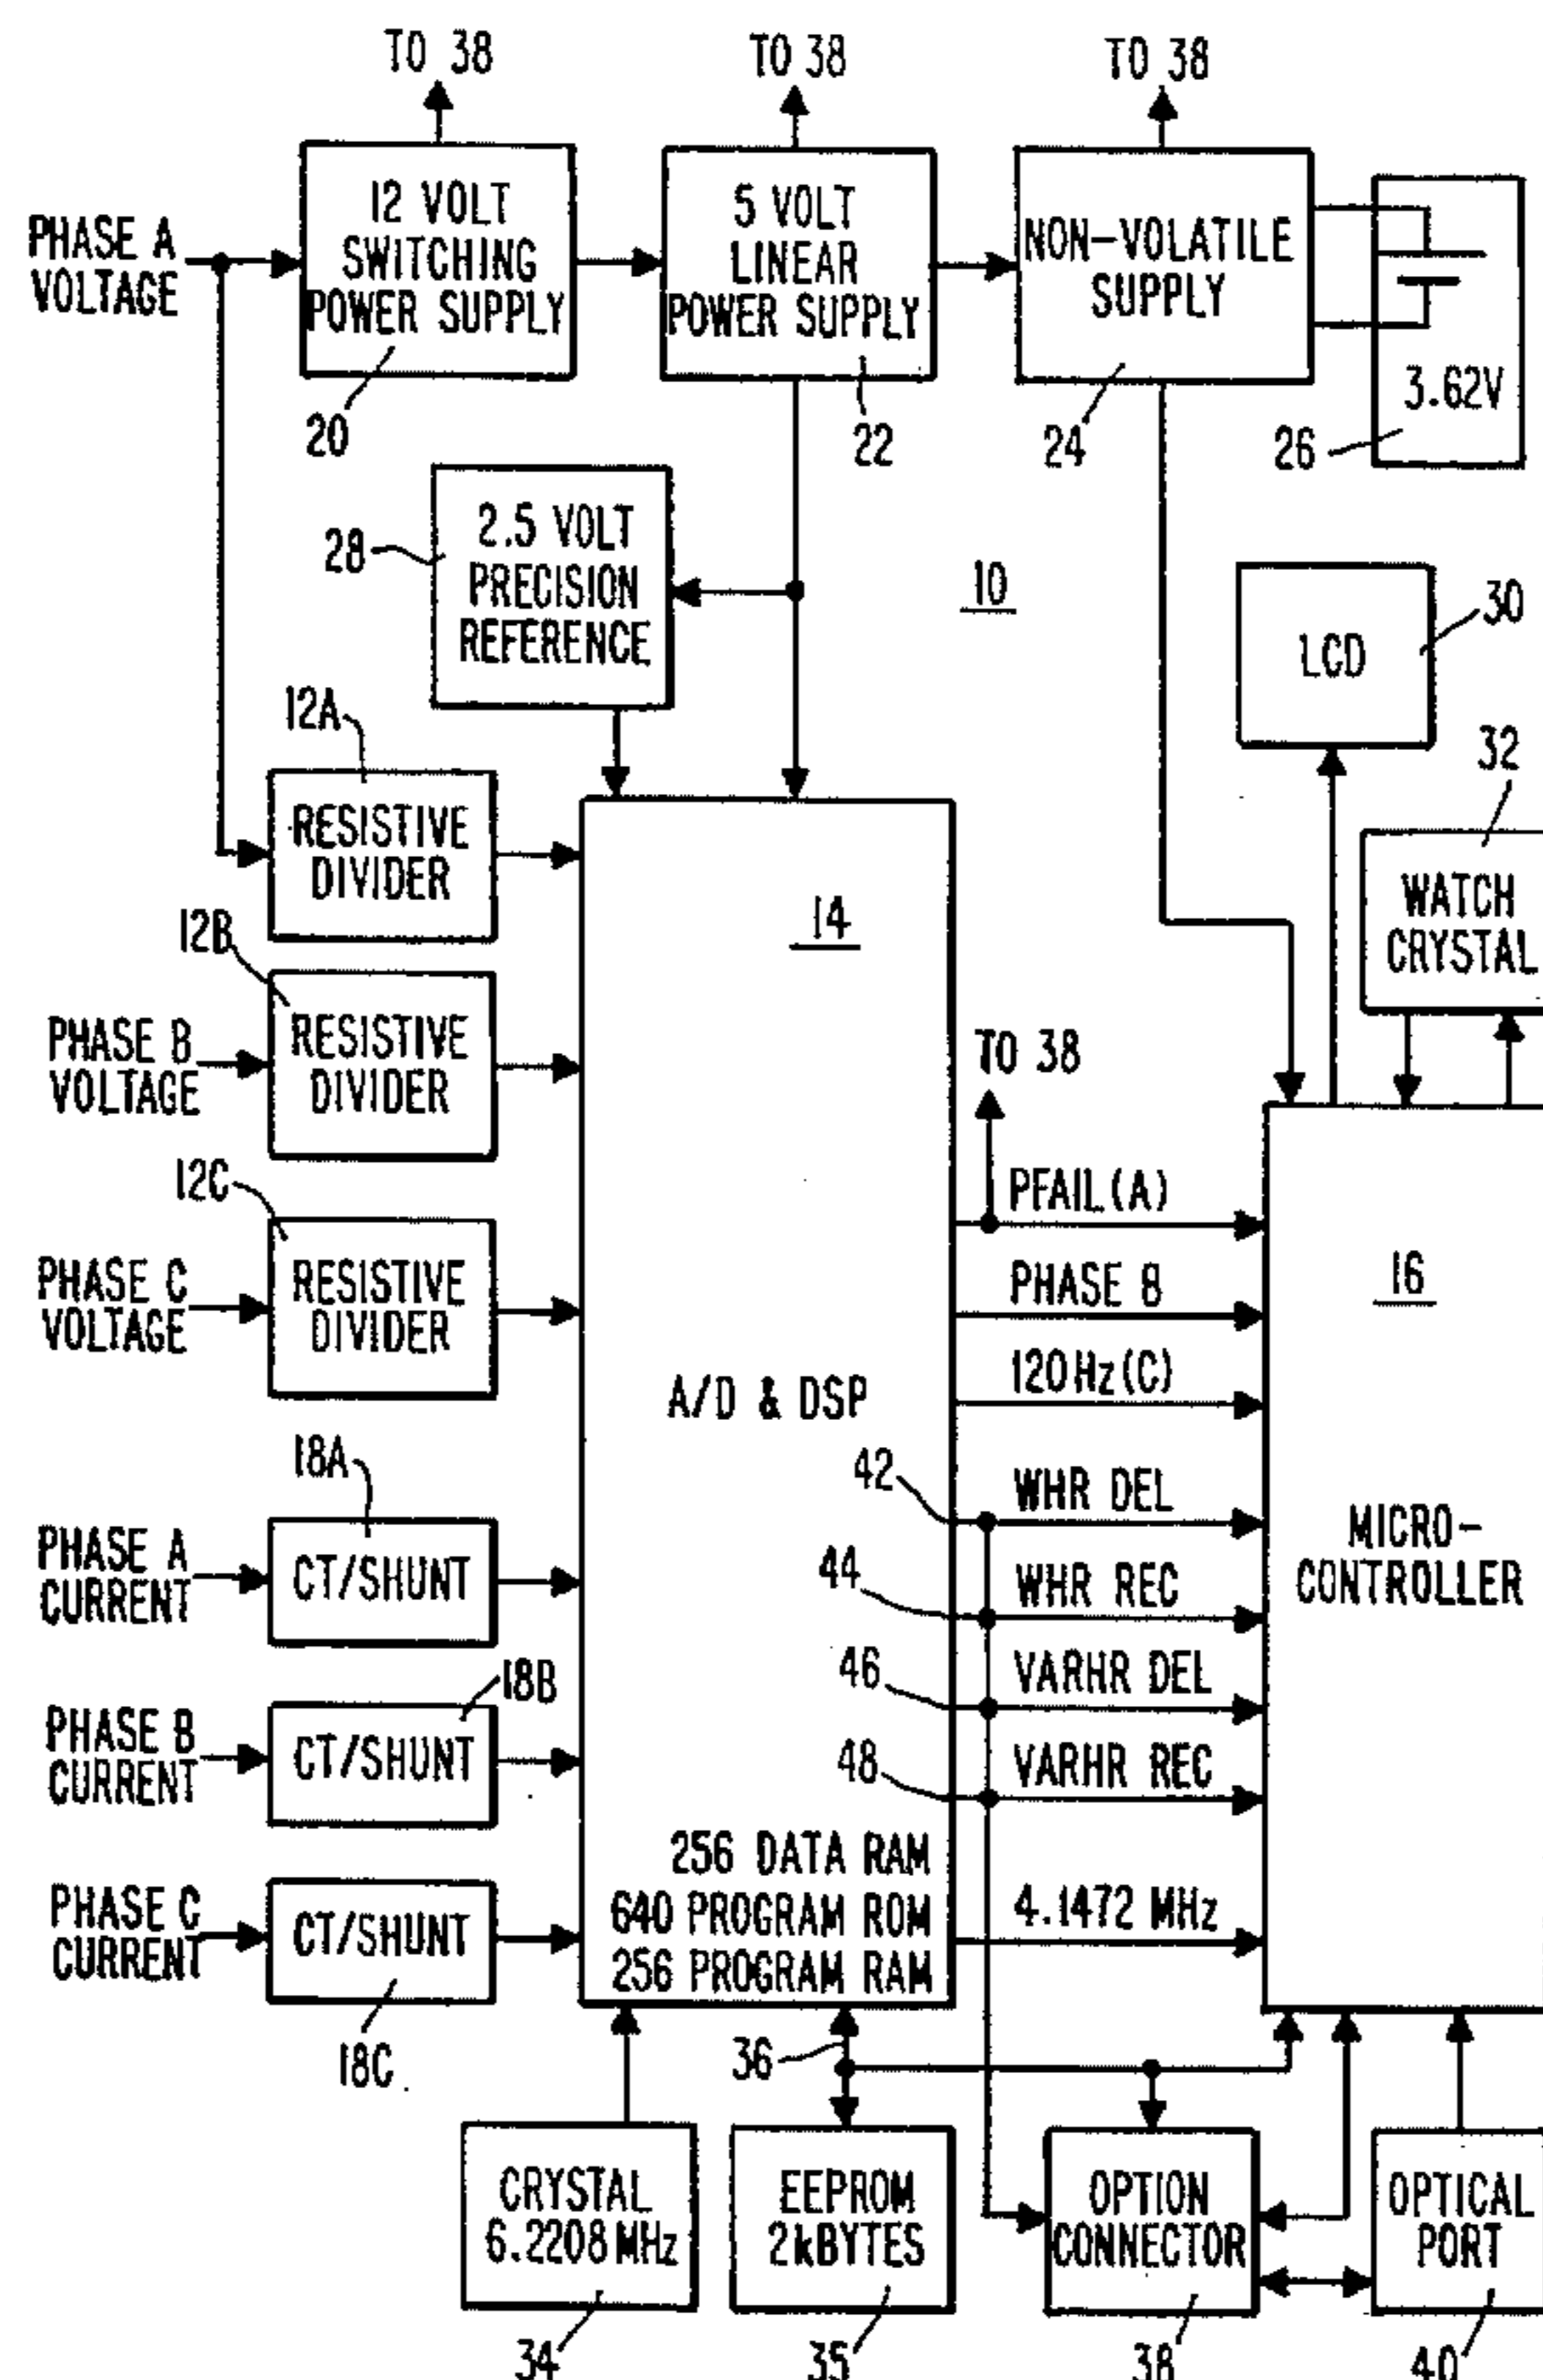 TO 38
TO 38
TO 38
PHASE A
VOLTAGE
12 VOLT
SWITCHING
POWER SUPPLY
5 VOLT
LINEAR
POWER SUPPLY
NON-VOLATILE
SUPPLY
3.62V
20
22
24
26
28
2.5 VOLT
PRECISION
REFERENCE
10
LCD
30
12A
RESISTIVE
DIVIDER
32
WATCH
CRYSTAL
14
12B
PHASE B
VOLTAGE
RESISTIVE
DIVIDER
TO 38
12C
PHASE C
VOLTAGE
RESISTIVE
DIVIDER
PFAIL(A)
PHASE B
120Hz(C)
16
A/D & DSP
18A
PHASE A
CURRENT
CT/SHUNT
42
WHR DEL
44
WHR REC
46
VARHR DEL
48
VARHR REC
MICRO-
CONTROLLER
18B
PHASE B
CURRENT
CT/SHUNT
PHASE C
CURRENT
CT/SHUNT
18C
256 DATA RAM
640 PROGRAM ROM
256 PROGRAM RAM
4.1472 MHz
36
CRYSTAL
6.2208MHz
EEPROM
2kBYTES
OPTION
CONNECTOR
OPTICAL
PORT
34
35
38
40